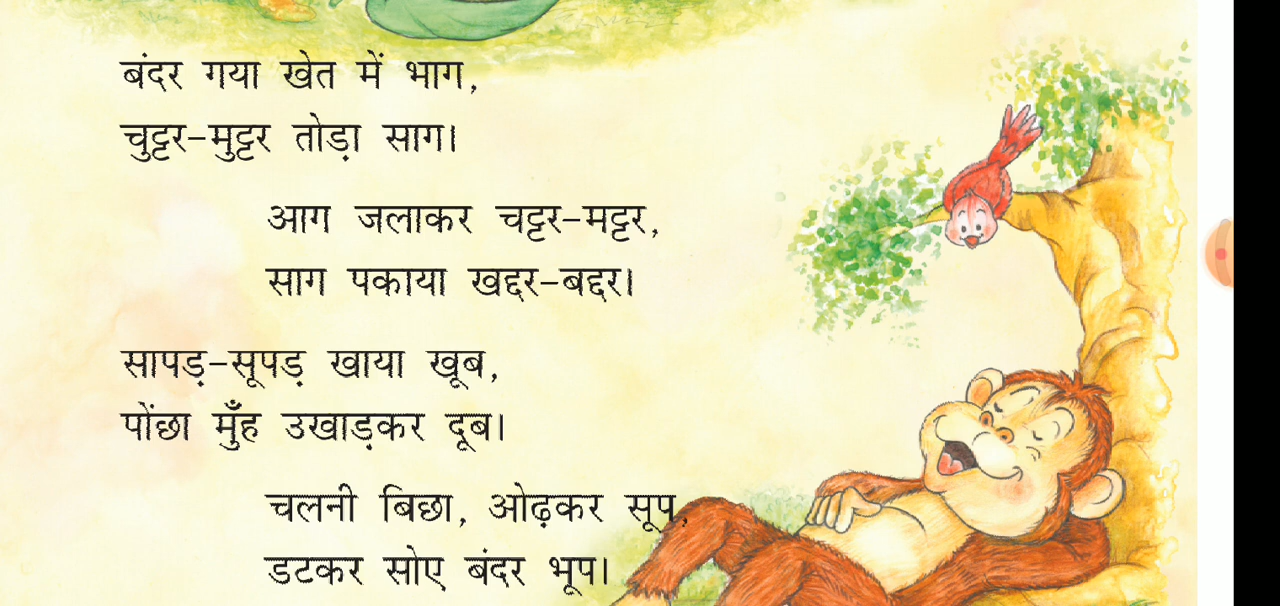 बंदर गया खेत में भाग,
चुट्टर-मुट्टर तोड़ा साग।
आग जलाकर चट्टर-मट्टर,
साग पकाया खद्दर-बद्दर।
सापड़-सूपड़ खाया खूब,
पोंछा मुँह उखाड़कर दूब।
चलनी बिछा, ओढ़कर सूप,
डटकर सोए बंदर भूप।